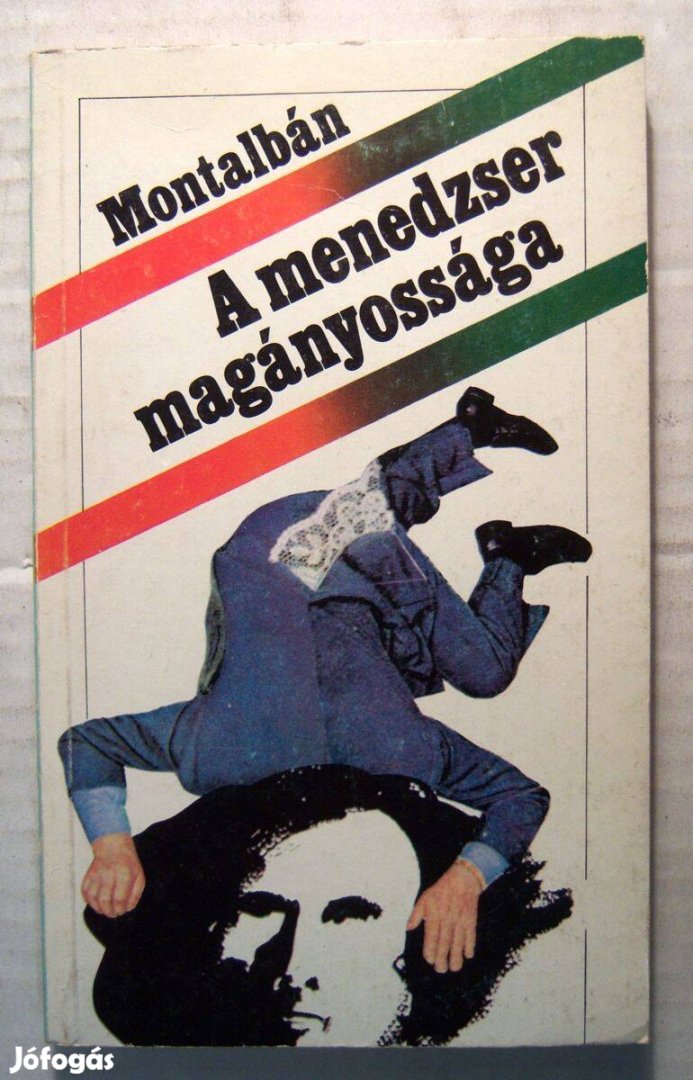 Montalbán
A menedzser
magányossága
Jófogás